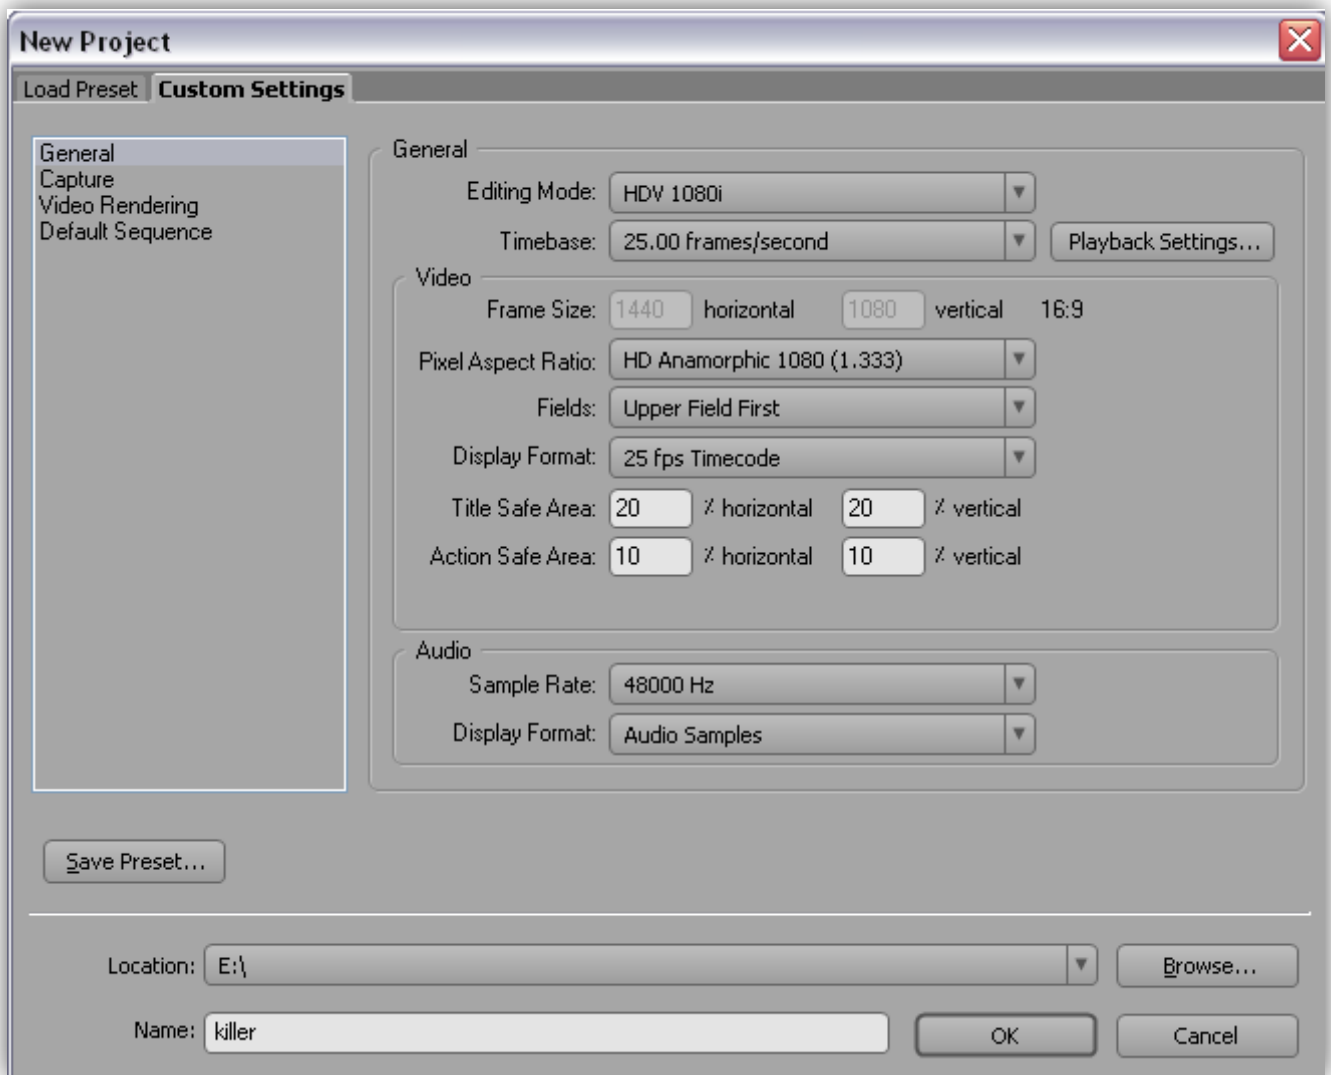 New Project
Load Preset Custom Settings
General
Capture
Video Rendering
Default Sequence
General
Editing Mode: HDV 1080i
Timebase: 25.00 frames/second Playback Settings...
Video
Frame Size: 1440 horizontal 1080 vertical 16:9
Pixel Aspect Ratio: HD Anamorphic 1080 (1.333)
Fields: Upper Field First
Display Format: 25 fps Timecode
Title Safe Area: 20 % horizontal 20 % vertical
Action Safe Area: 10 % horizontal 10 % vertical
Audio
Sample Rate: 48000 Hz
Display Format: Audio Samples
Save Preset...
Location: E:\ Browse...
Name: killer OK Cancel